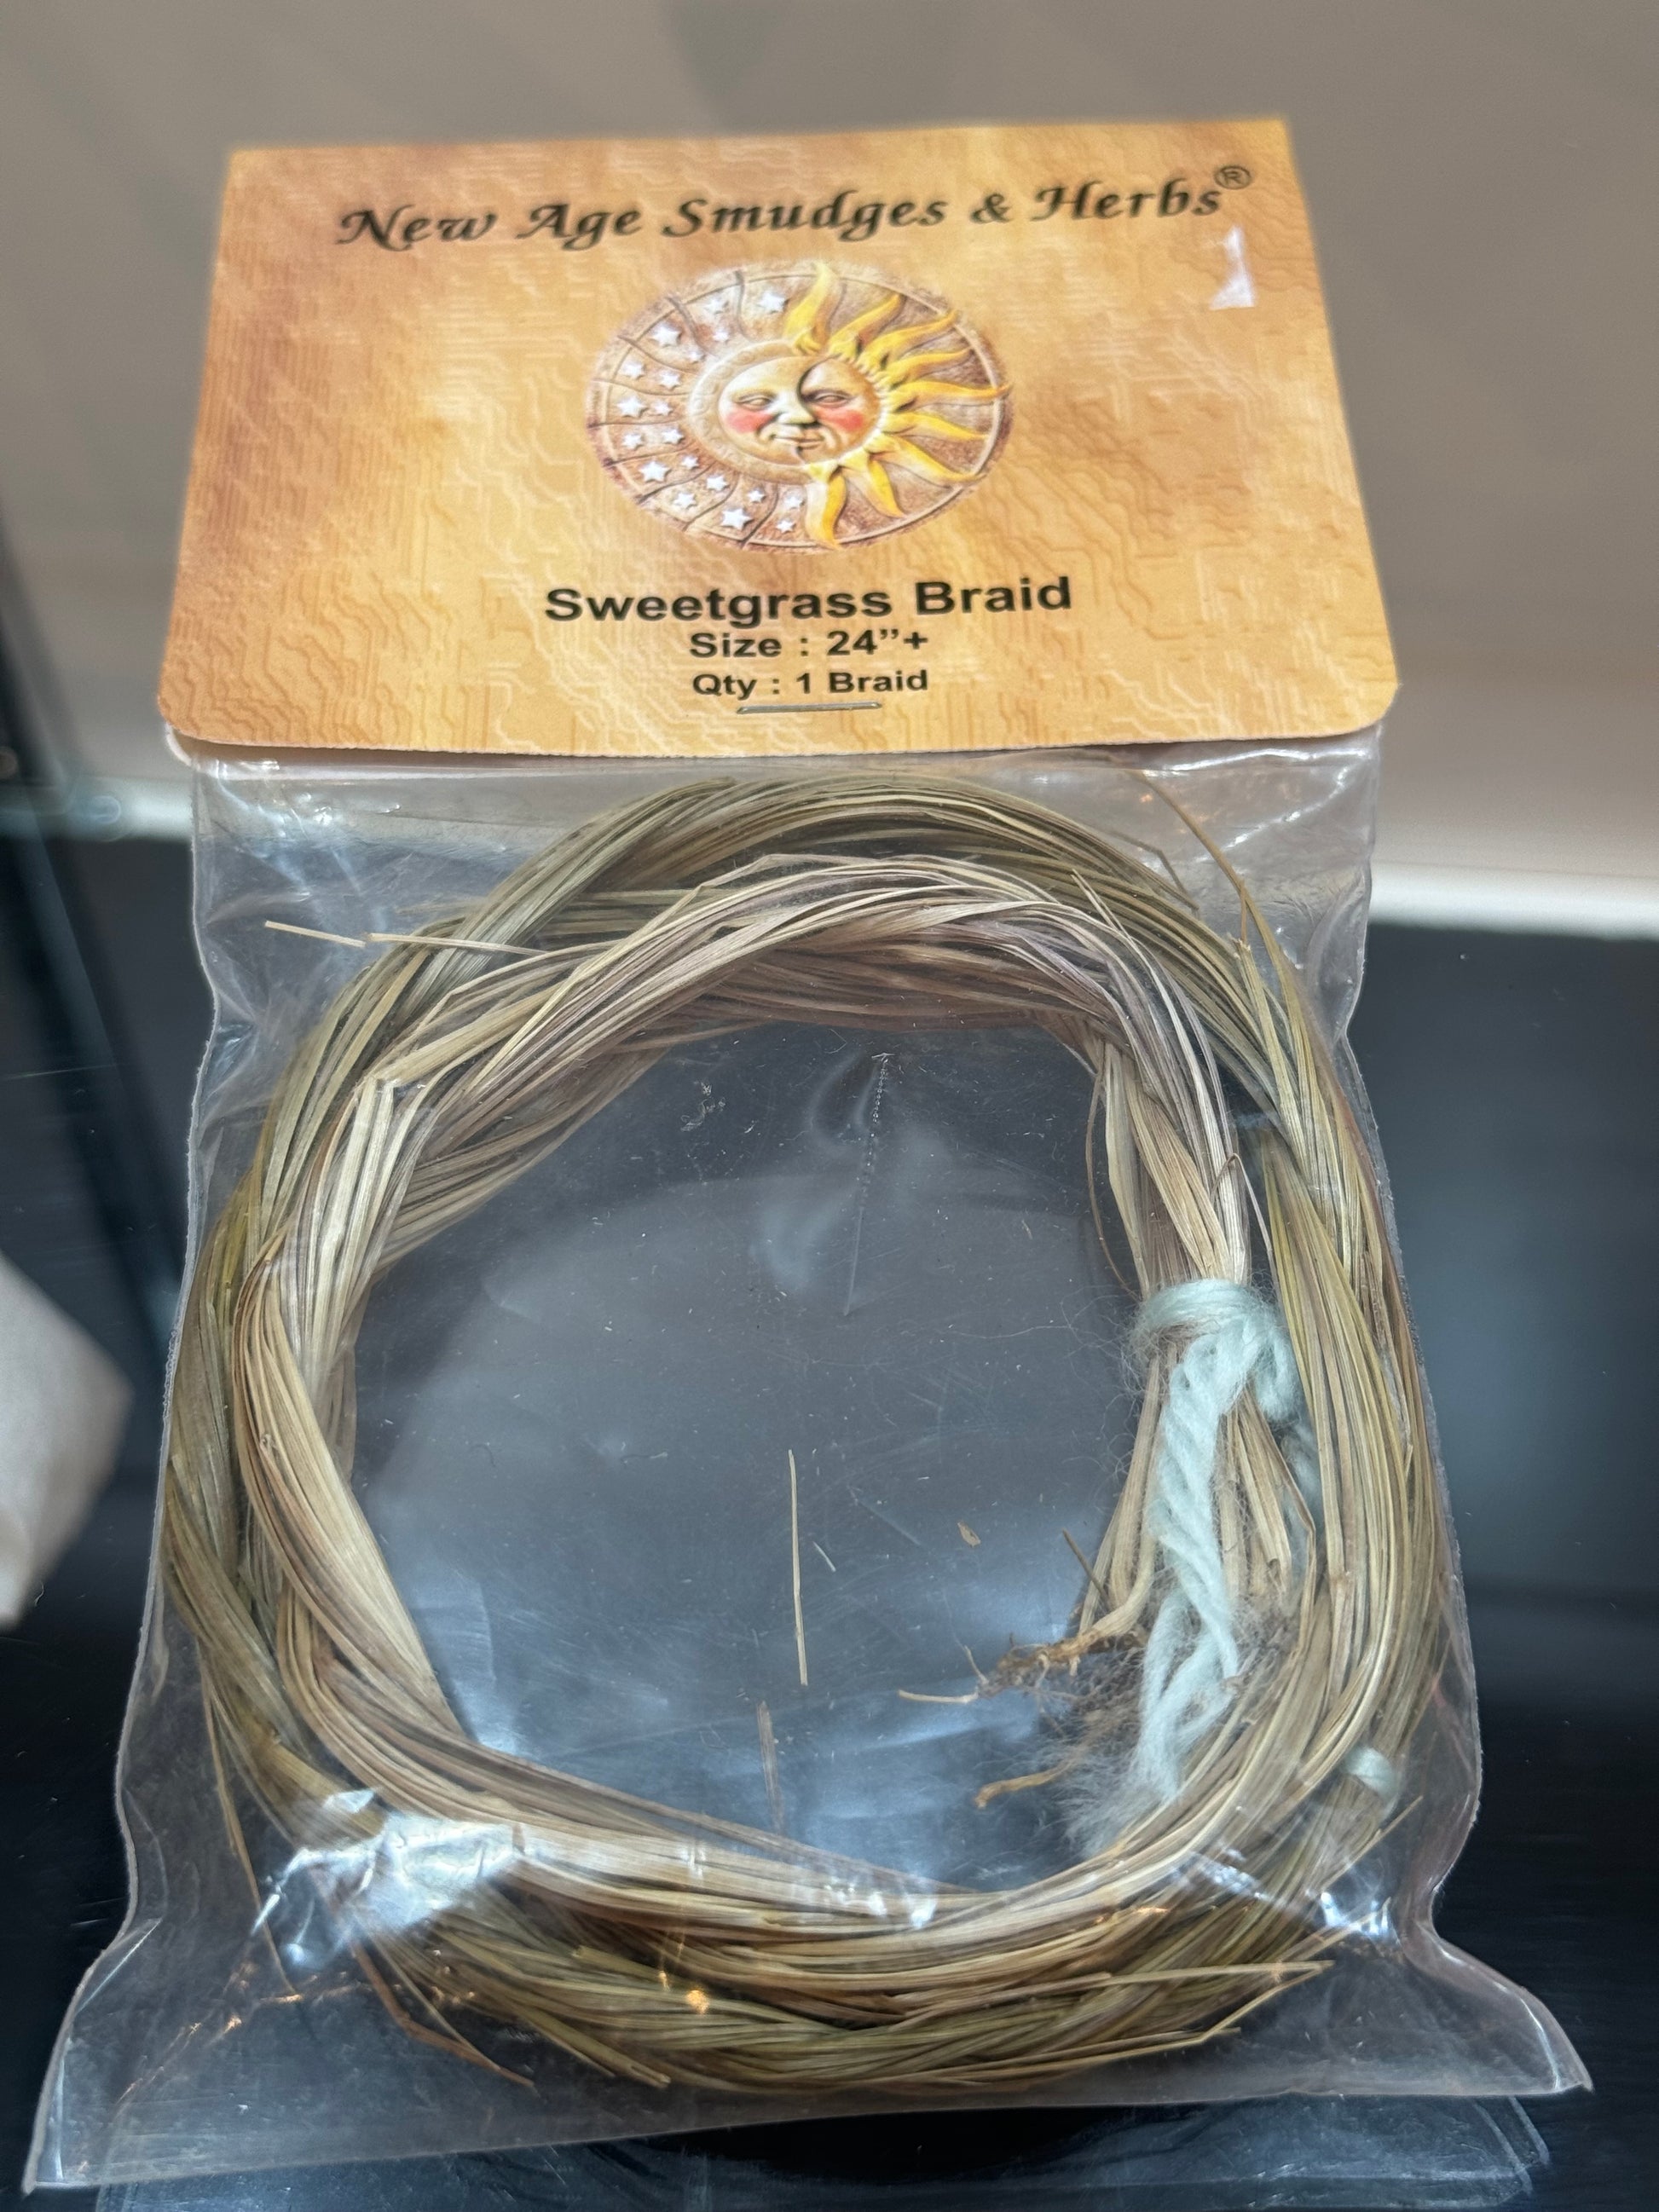 New Age Smudges & Herbs®
Sweetgrass Braid
Size : 24”+
Qty : 1 Braid